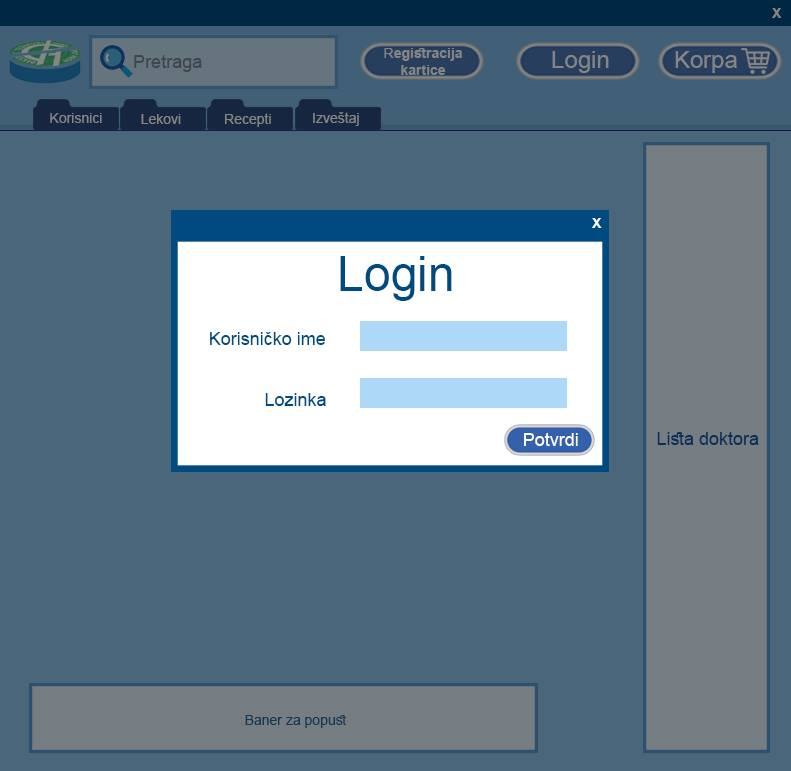 x
Pretraga
Registracija
kartice
Login
Korpa
Korisnici
Lekovi
Recepti
Izveštaj
x
Login
Korisničko ime
Lozinka
Potvrdi
Lista doktora
Baner za popust